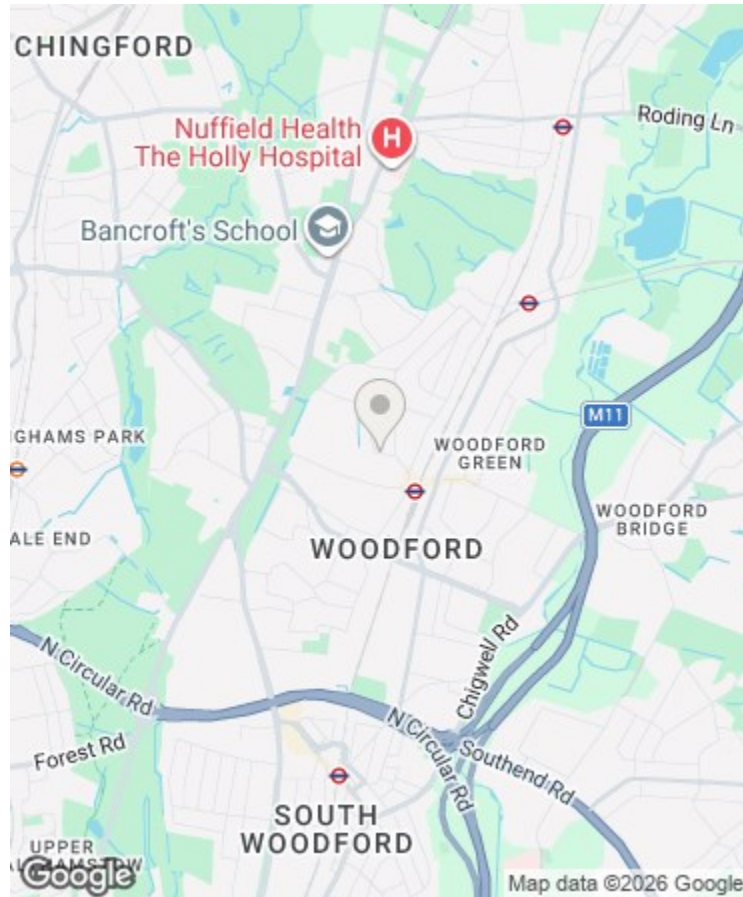 CHINGFORD
Nuffield Health
The Holly Hospital
H
Roding Ln
Bancroft's School
M11
GHAMS PARK
WOODFORD
GREEN
ALE END
WOODFORD
WOODFORD
BRIDGE
N Circular Rd
Chigwell Rd
N Circular Rd
Southend Rd
Forest Rd
SOUTH
WOODFORD
UPPER
Google
Map data ©2026 Google